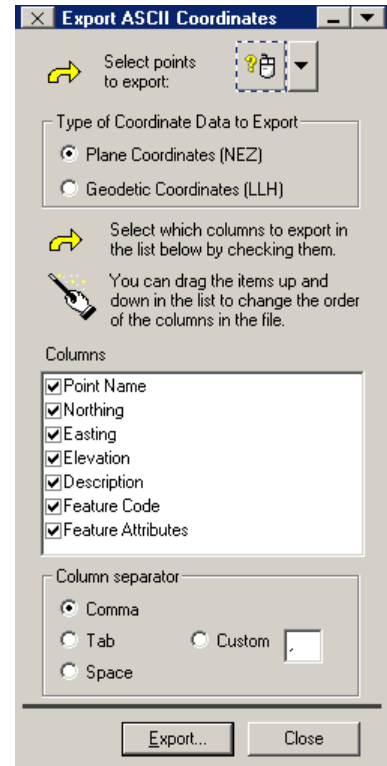 Export ASCII Coordinates
Select points
to export:
Type of Coordinate Data to Export
Plane Coordinates (NEZ)
Geodetic Coordinates (LLH)
Select which columns to export in
the list below by checking them.
You can drag the items up and
down in the list to change the order
of the columns in the file.
Columns
Point Name
Northing
Easting
Elevation
Description
Feature Code
Feature Attributes
Column separator
Comma
Tab
Custom ,
Space
Export... Close